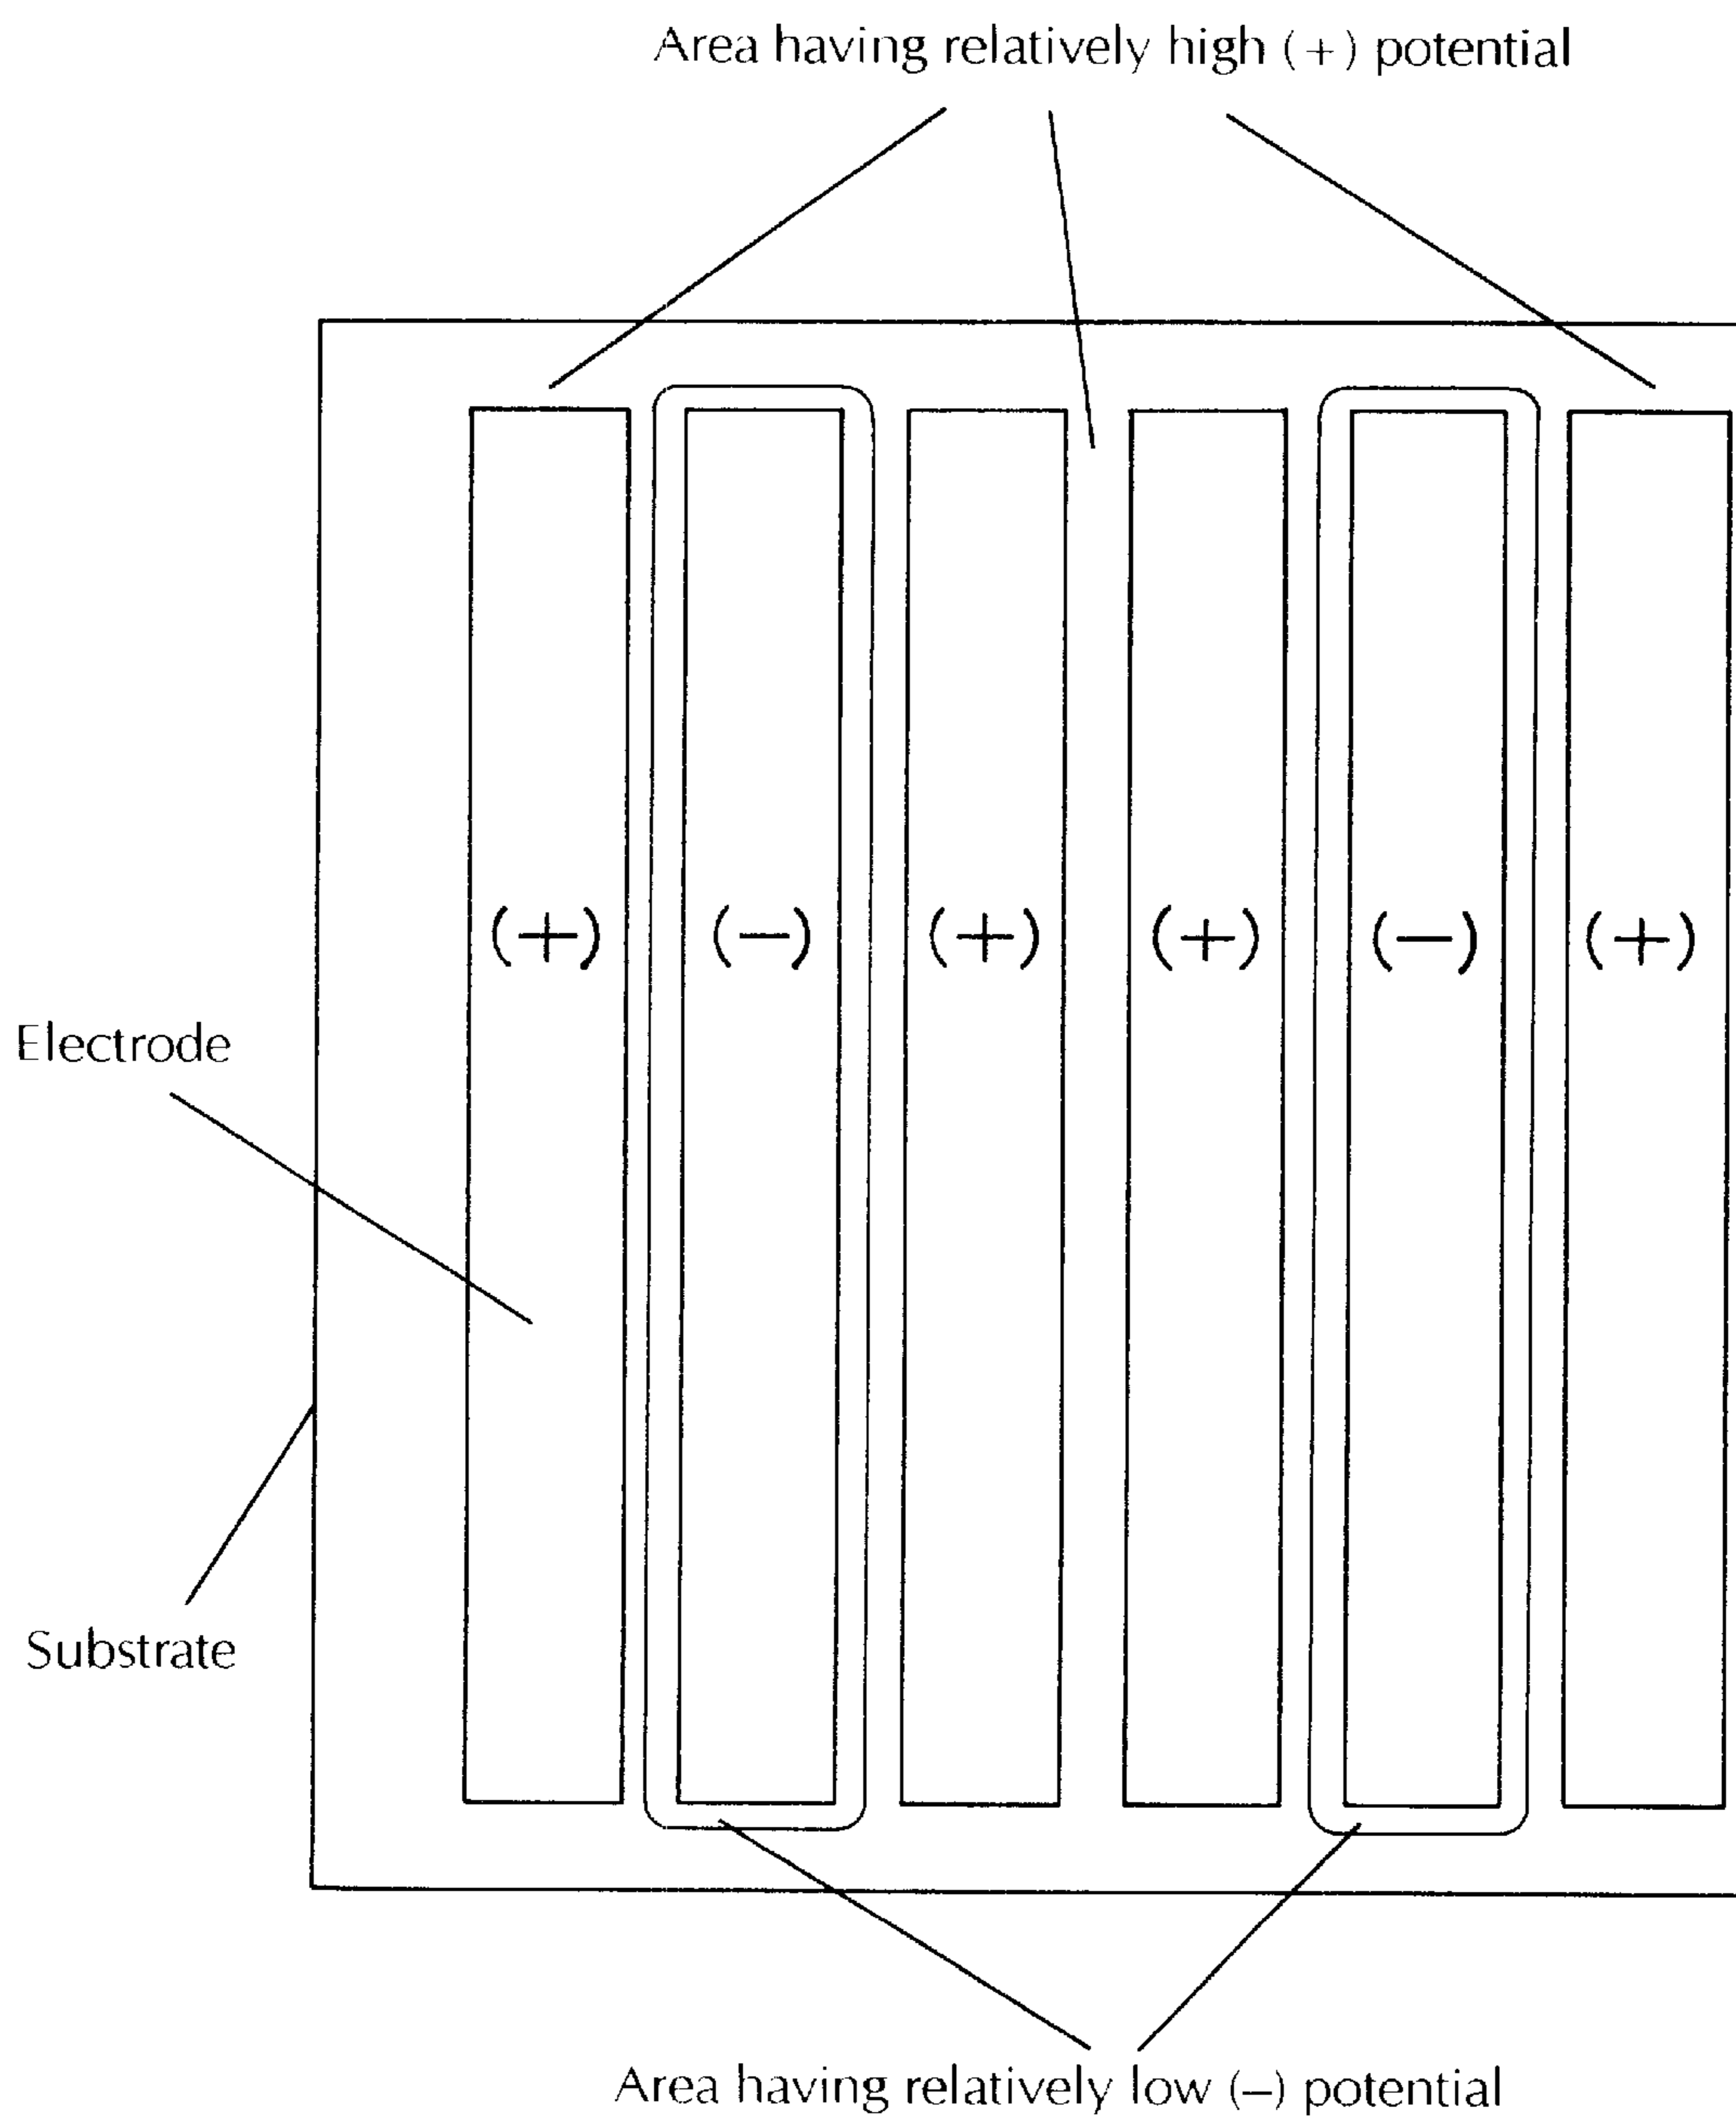 Area having relatively high (+) potential
(+) (−) (+) (+) (−) (+)
Electrode
Substrate
Area having relatively low (−) potential